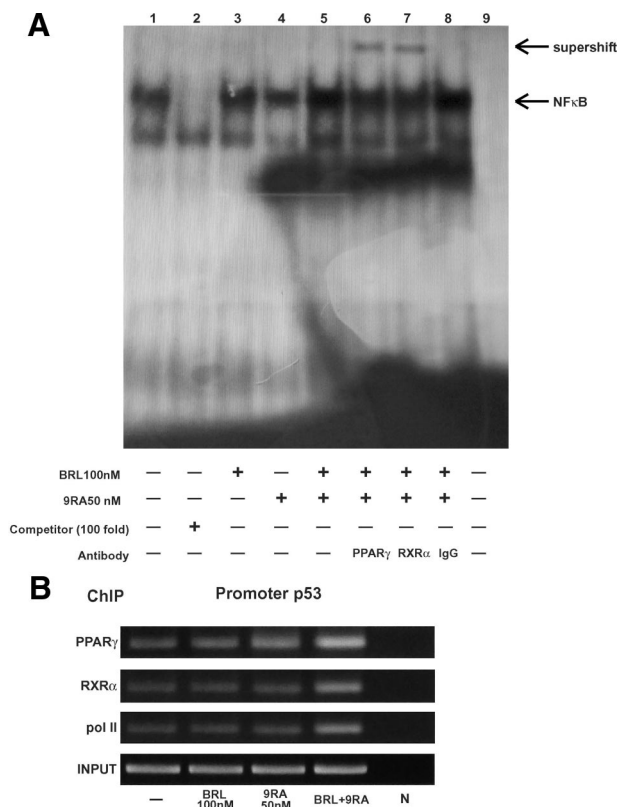 A
1 2 3 4 5 6 7 8 9
supershift
NFκB
BRL100nM — — + — + + + + —
9RA50 nM — — — + + + + + —
Competitor (100 fold) — + — — — — — — —
Antibody — — — — — PPARγ RXRα IgG —
B
ChIP Promoter p53
PPARγ
RXRα
pol II
INPUT
— BRL 9RA BRL+9RA N
100nM 50nM